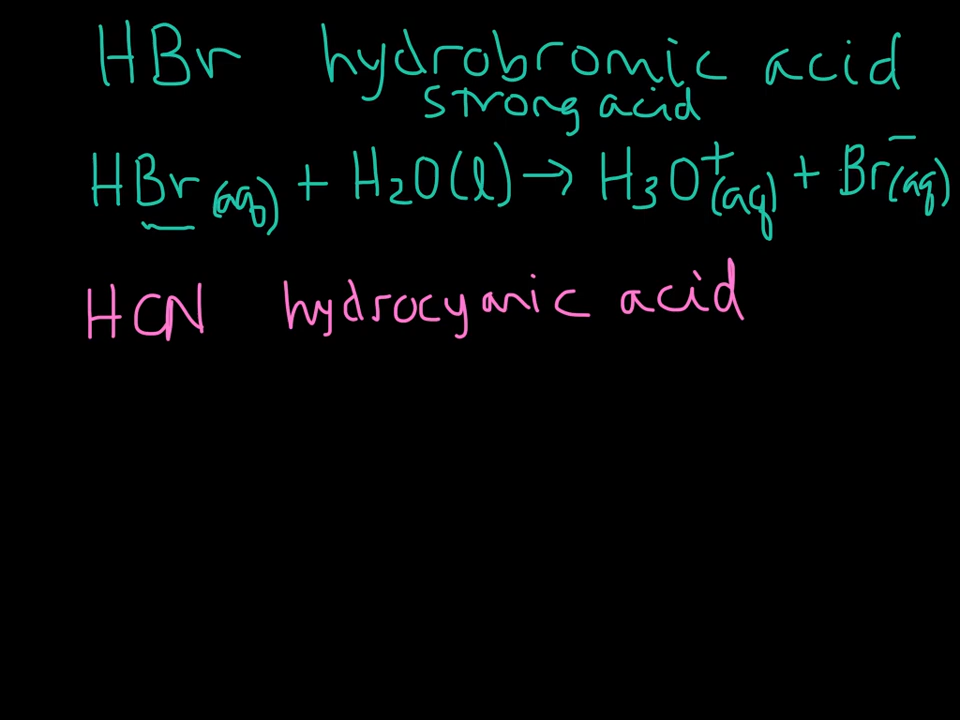 HBr hydrobromic acid
strong acid
HBr(aq) + H2O(l) → H3O+(aq) + Br−(aq)
HCN hydrocyanic acid